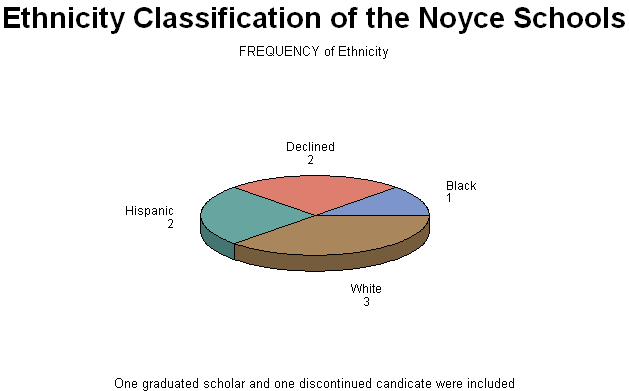 Ethnicity Classification of the Noyce Schools
FREQUENCY of Ethnicity
Declined
2
Black
1
Hispanic
2
White
3
One graduated scholar and one discontinued candicate were included